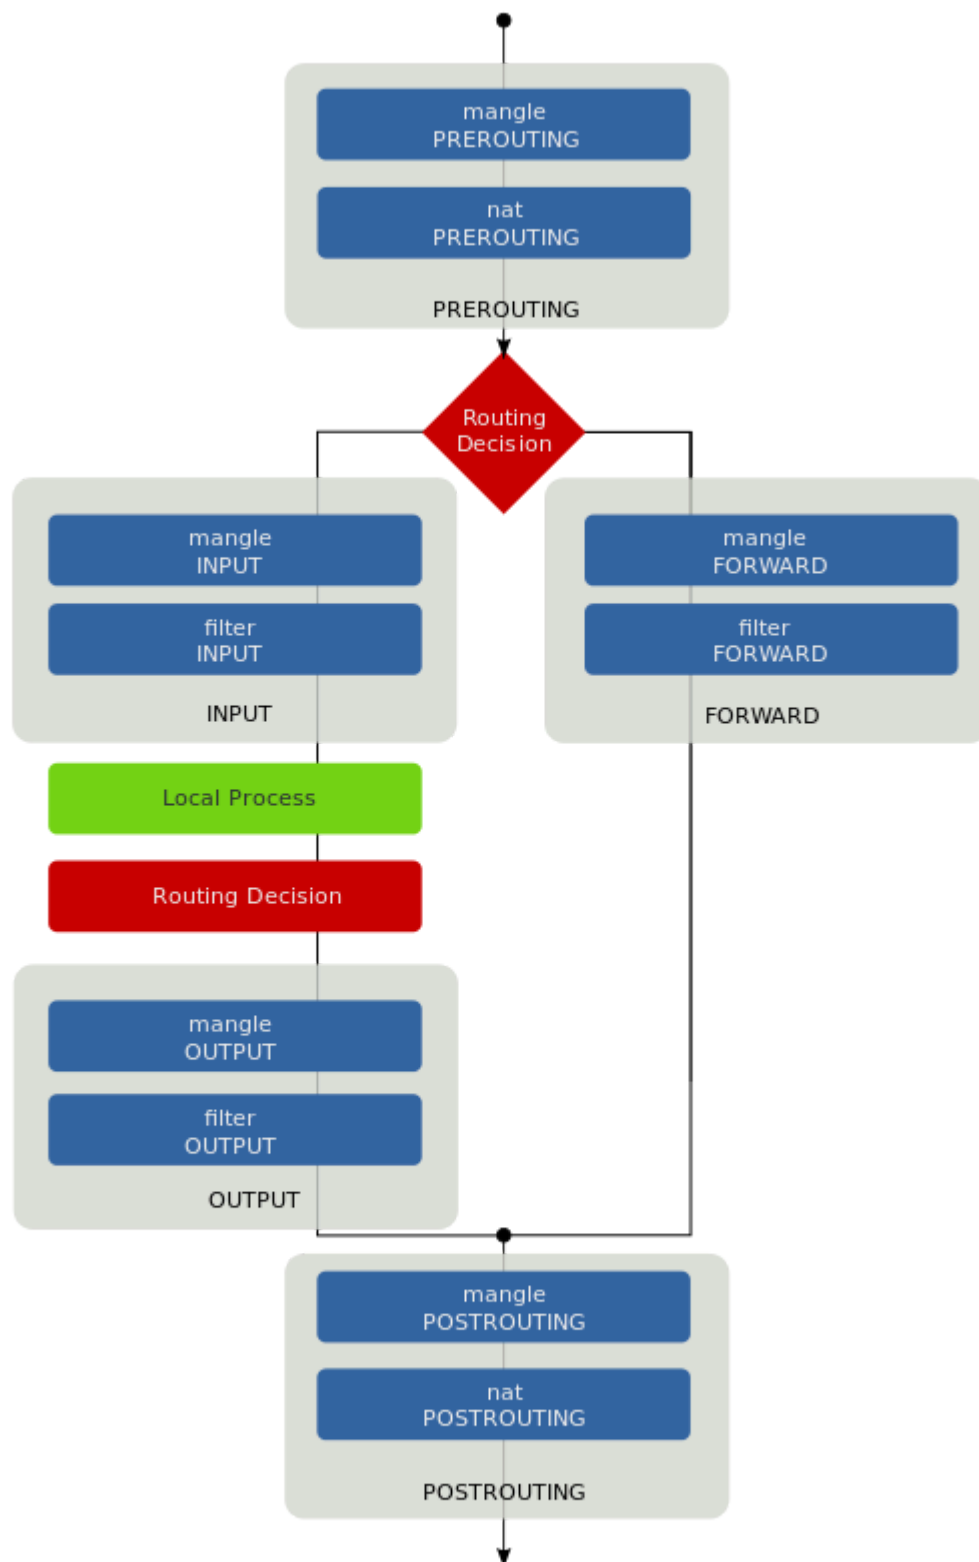 mangle
PREROUTING
nat
PREROUTING
PREROUTING
Routing
Decision
mangle
INPUT
filter
INPUT
INPUT
mangle
FORWARD
filter
FORWARD
FORWARD
Local Process
Routing Decision
mangle
OUTPUT
filter
OUTPUT
OUTPUT
mangle
POSTROUTING
nat
POSTROUTING
POSTROUTING